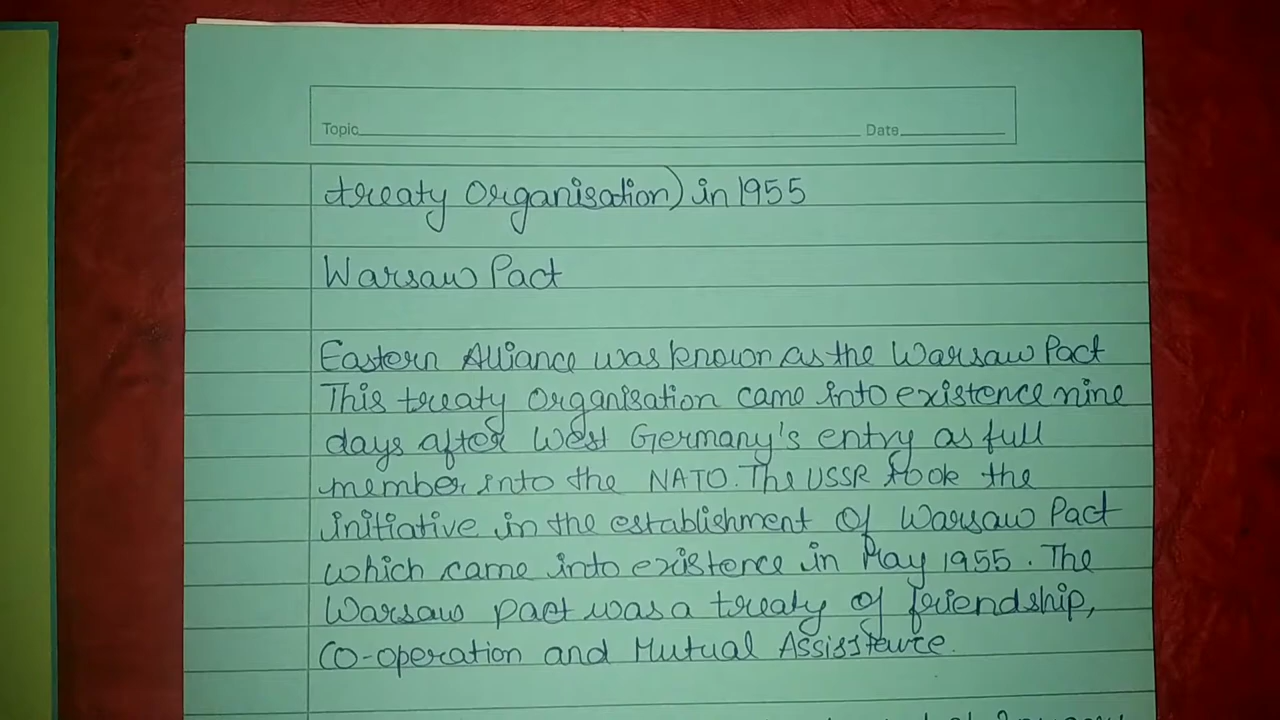 Topic Date
treaty Organisation) in 1955
Warsaw Pact
Eastern Alliance was known as the Warsaw Pact
This treaty Organisation came into existence nine
days after West Germany's entry as full
member into the NATO. The USSR took the
initiative in the establishment of Warsaw Pact
which came into existence in May 1955. The
Warsaw pact was a treaty of friendship,
Co-operation and Mutual Assisstance.